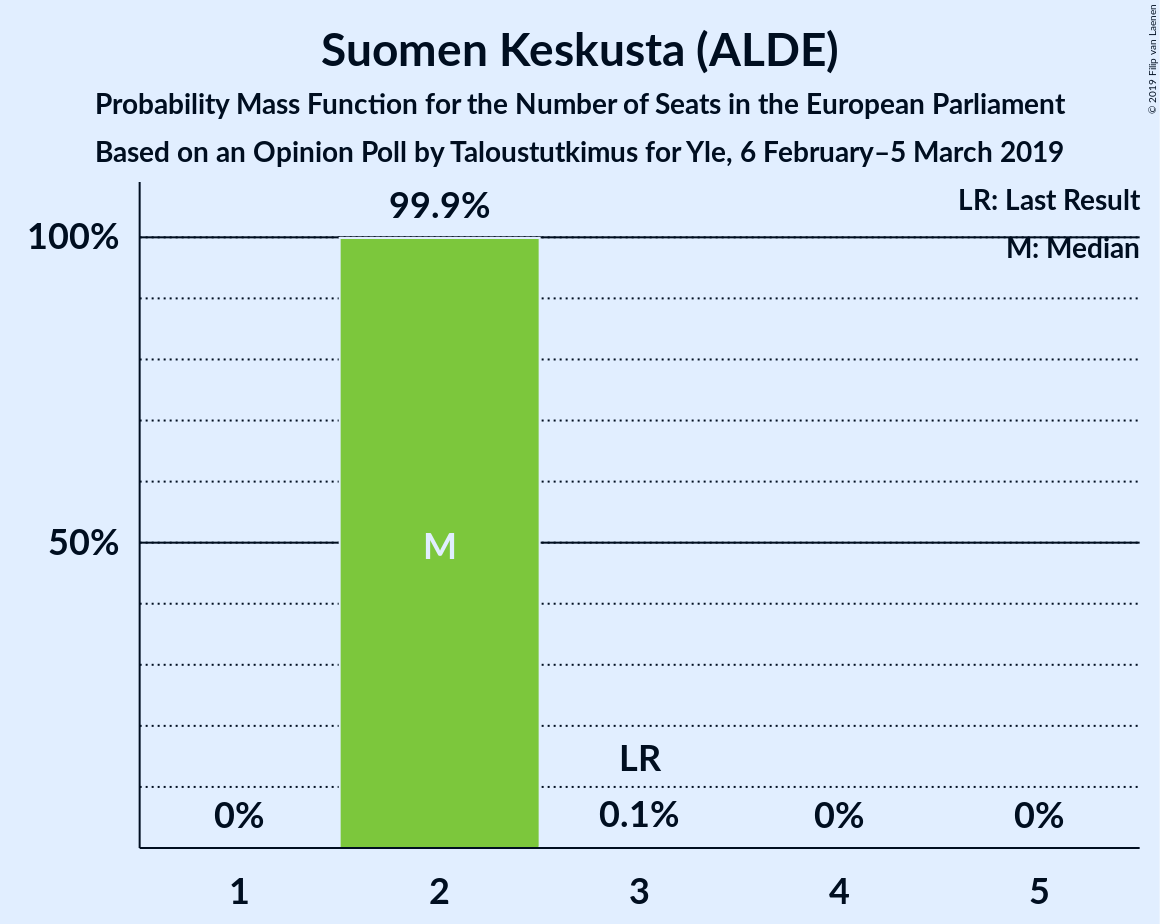 Suomen Keskusta (ALDE)
Probability Mass Function for the Number of Seats in the European Parliament
Based on an Opinion Poll by Taloustutkimus for Yle, 6 February–5 March 2019
© 2019 Filip van Laenen
LR: Last Result
M: Median
99.9%
100%
50%
M
LR
0%
0.1%
0%
0%
1 2 3 4 5